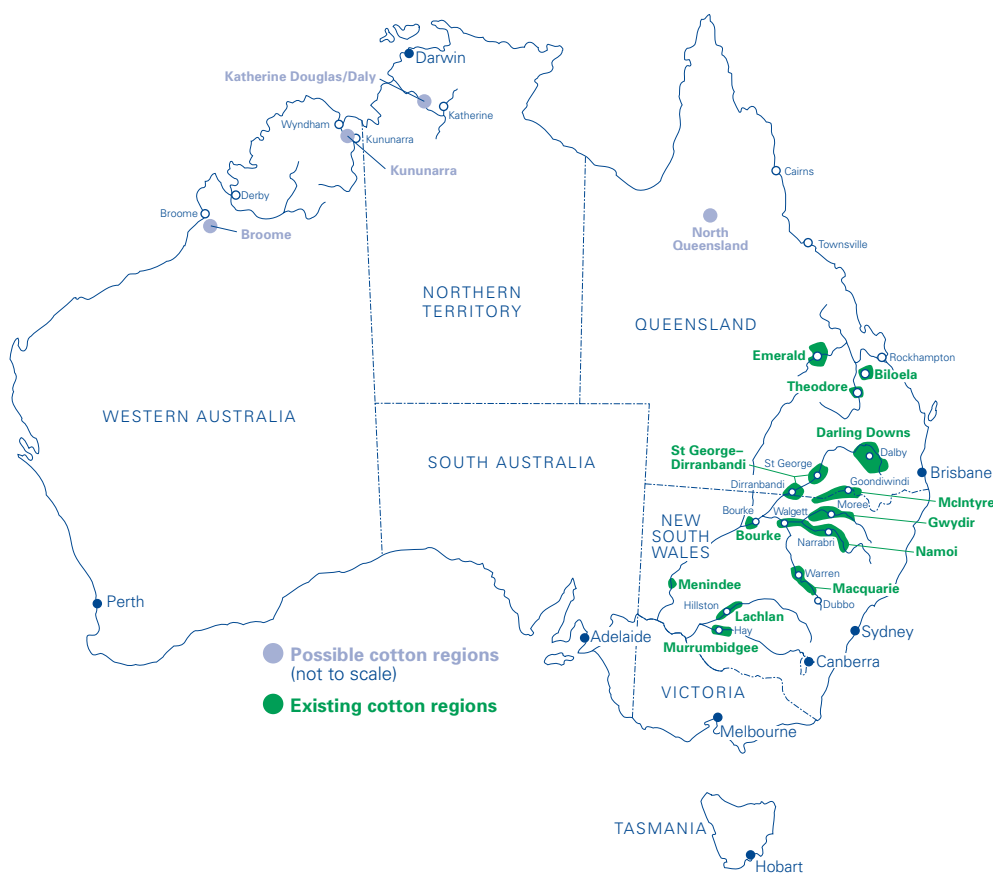 Darwin
Katherine Douglas/Daly
Katherine
Wyndham
Kununarra
Kununarra
Cairns
Derby
Broome
Broome
North
Queensland
Townsville
NORTHERN
TERRITORY
QUEENSLAND
Emerald
Rockhampton
Biloela
Theodore
WESTERN AUSTRALIA
Darling Downs
St George–
Dirranbandi
St George
Dalby
SOUTH AUSTRALIA
Brisbane
Dirranbandi
Goondiwindi
McIntyre
Moree
Bourke
Walgett
Gwydir
NEW
SOUTH
WALES
Bourke
Narrabri
Namoi
Warren
Menindee
Macquarie
Perth
Hillston
Dubbo
Lachlan
Hay
Sydney
Adelaide
Murrumbidgee
Canberra
Possible cotton regions
(not to scale)
VICTORIA
Existing cotton regions
Melbourne
TASMANIA
Hobart